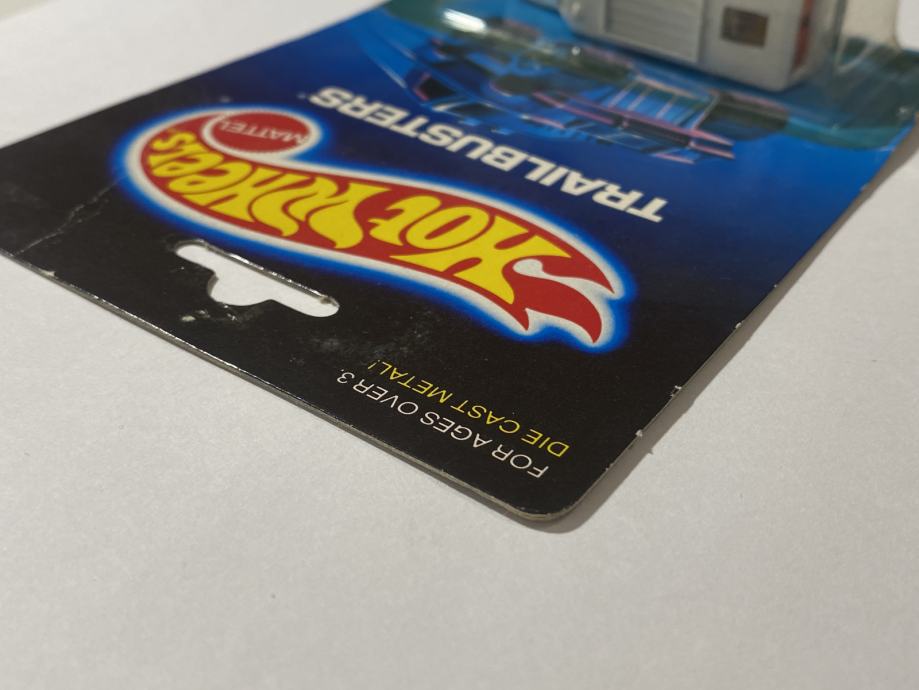 FOR AGES OVER 3.
DIE CAST METAL!
HOT WHEELS
MATTEL
TRAILBUSTERS